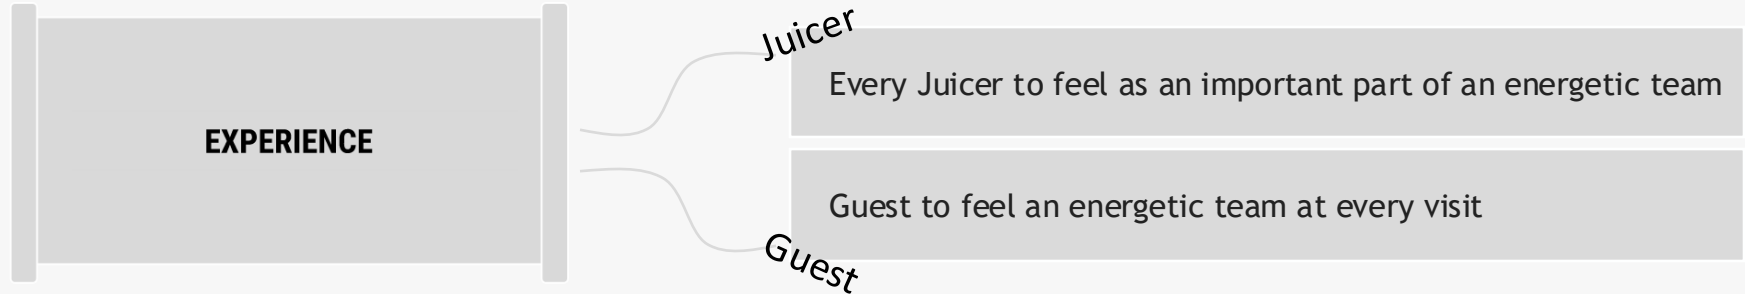 EXPERIENCE
Juicer
Every Juicer to feel as an important part of an energetic team
Guest to feel an energetic team at every visit
Guest